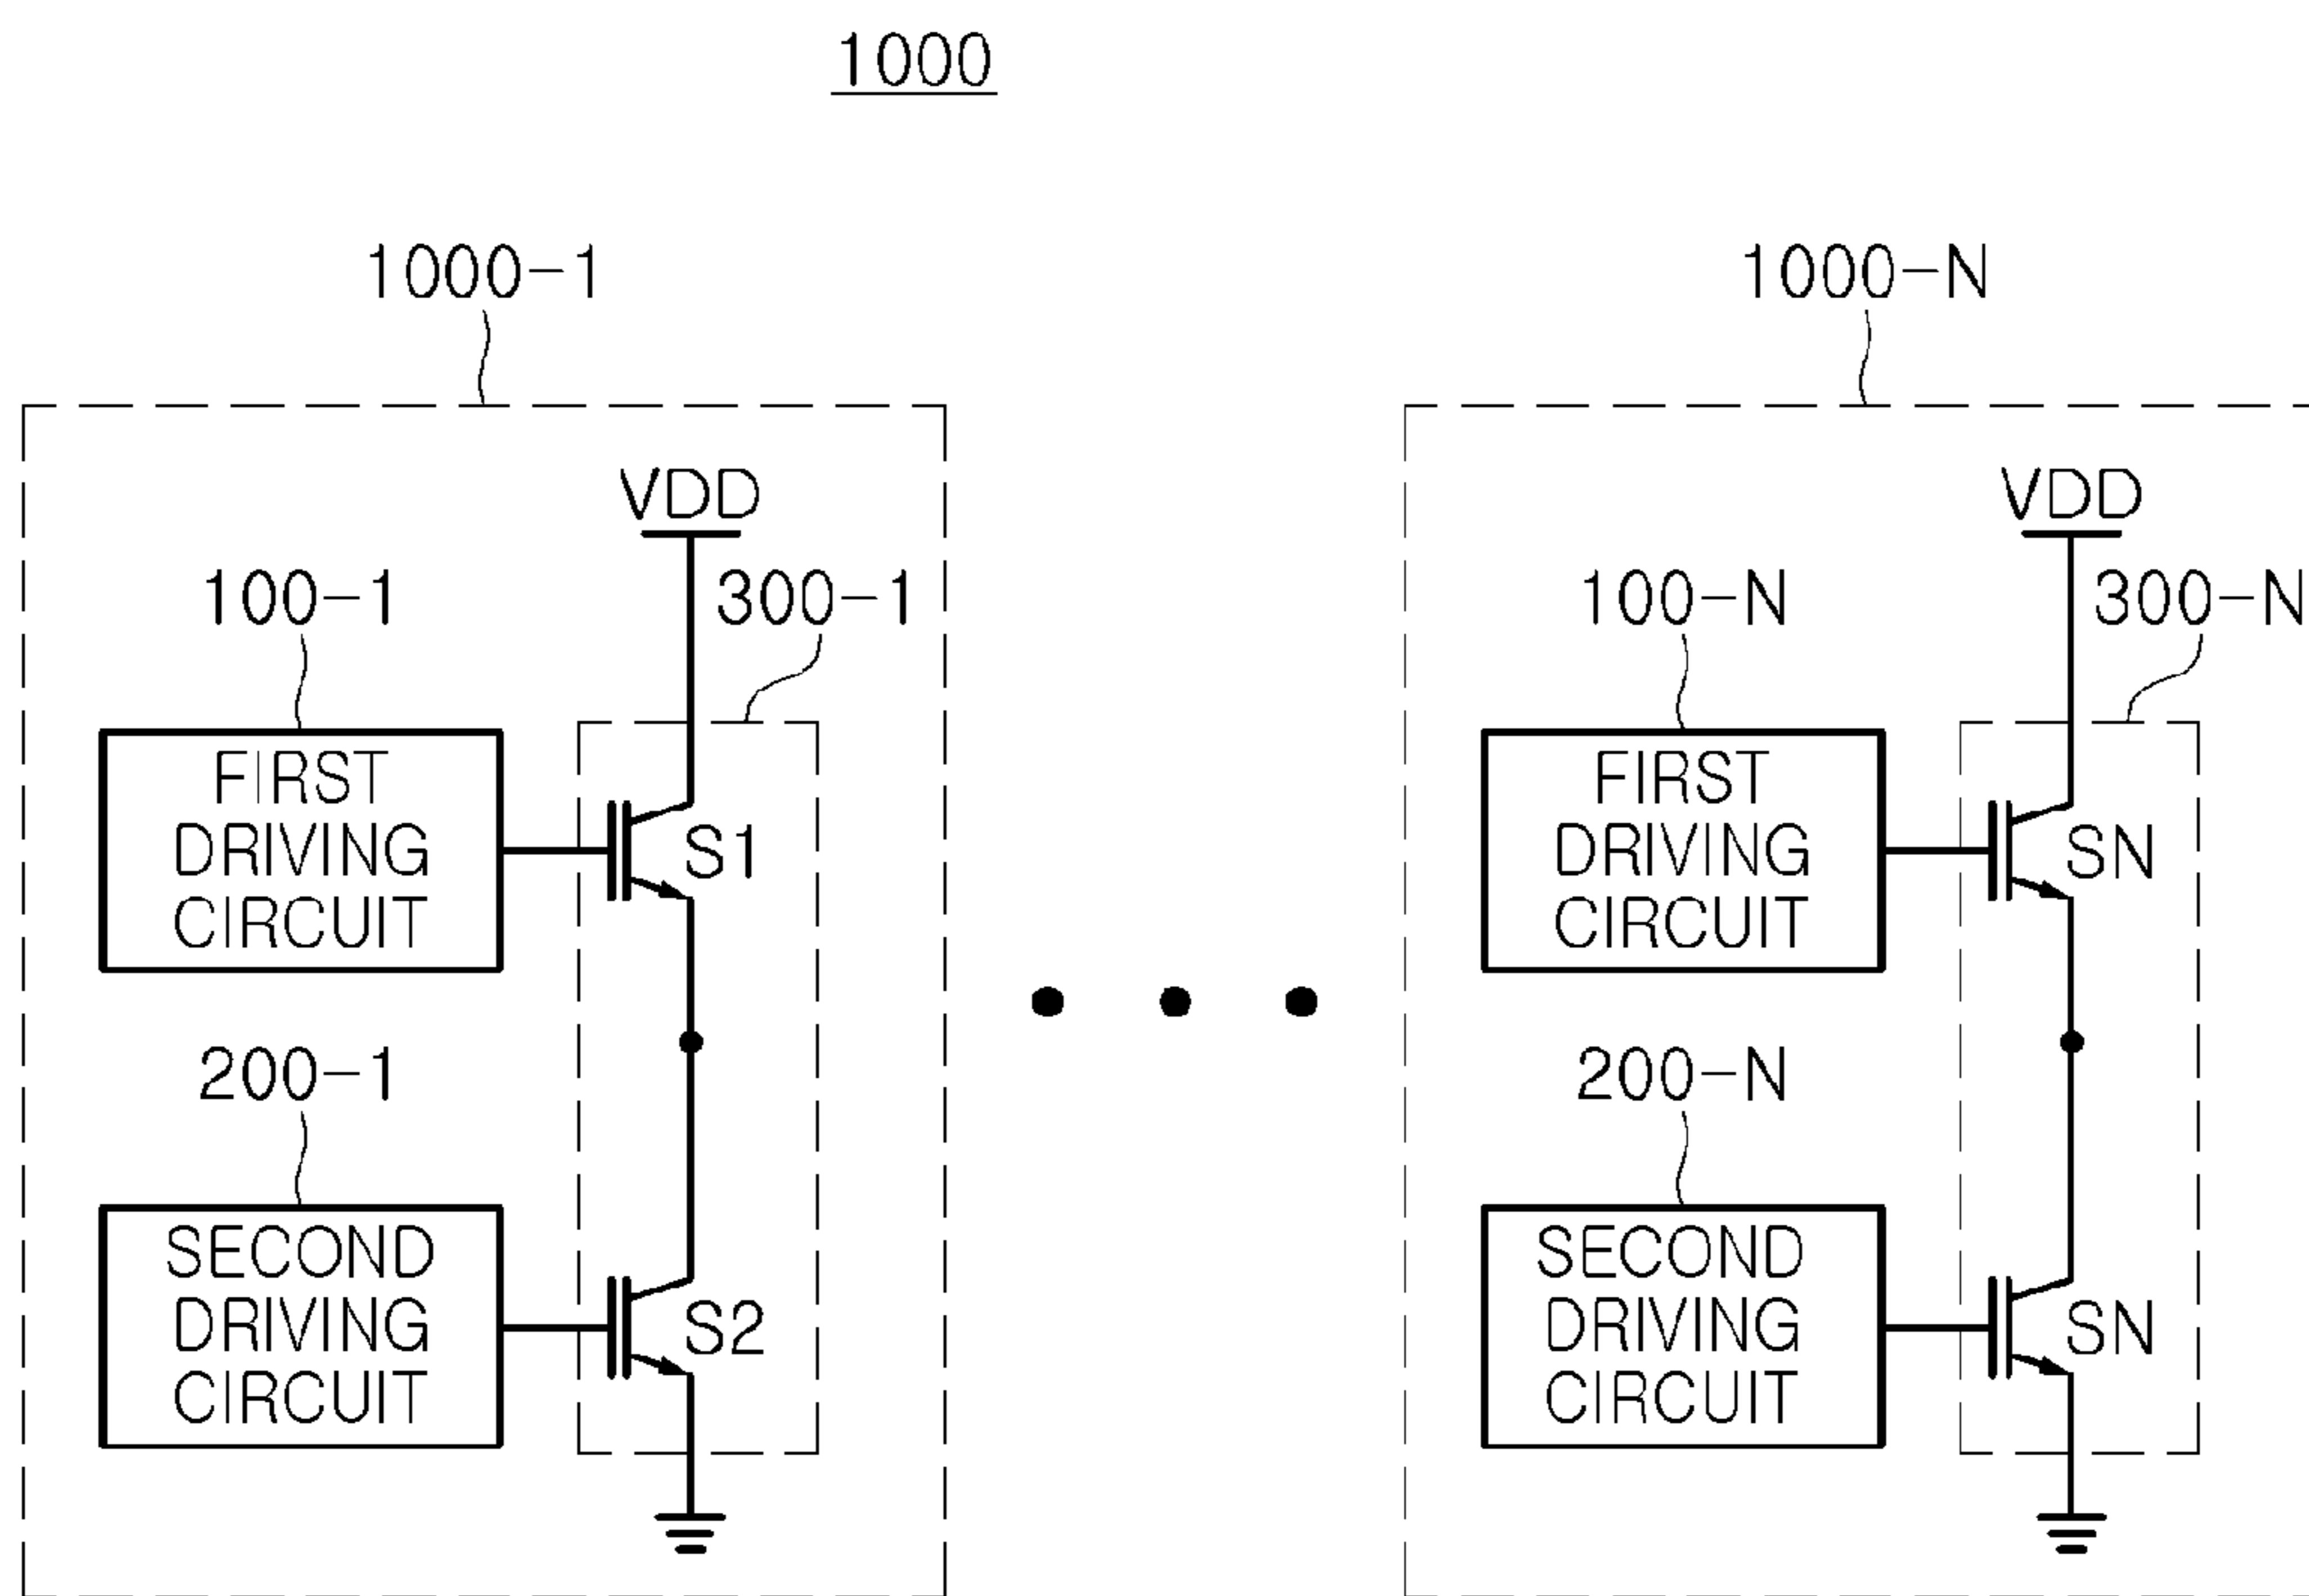 1000
1000-1
VDD
100-1
300-1
FIRST
DRIVING
CIRCUIT
S1
200-1
SECOND
DRIVING
CIRCUIT
S2
1000-N
VDD
100-N
300-N
FIRST
DRIVING
CIRCUIT
SN
200-N
SECOND
DRIVING
CIRCUIT
SN